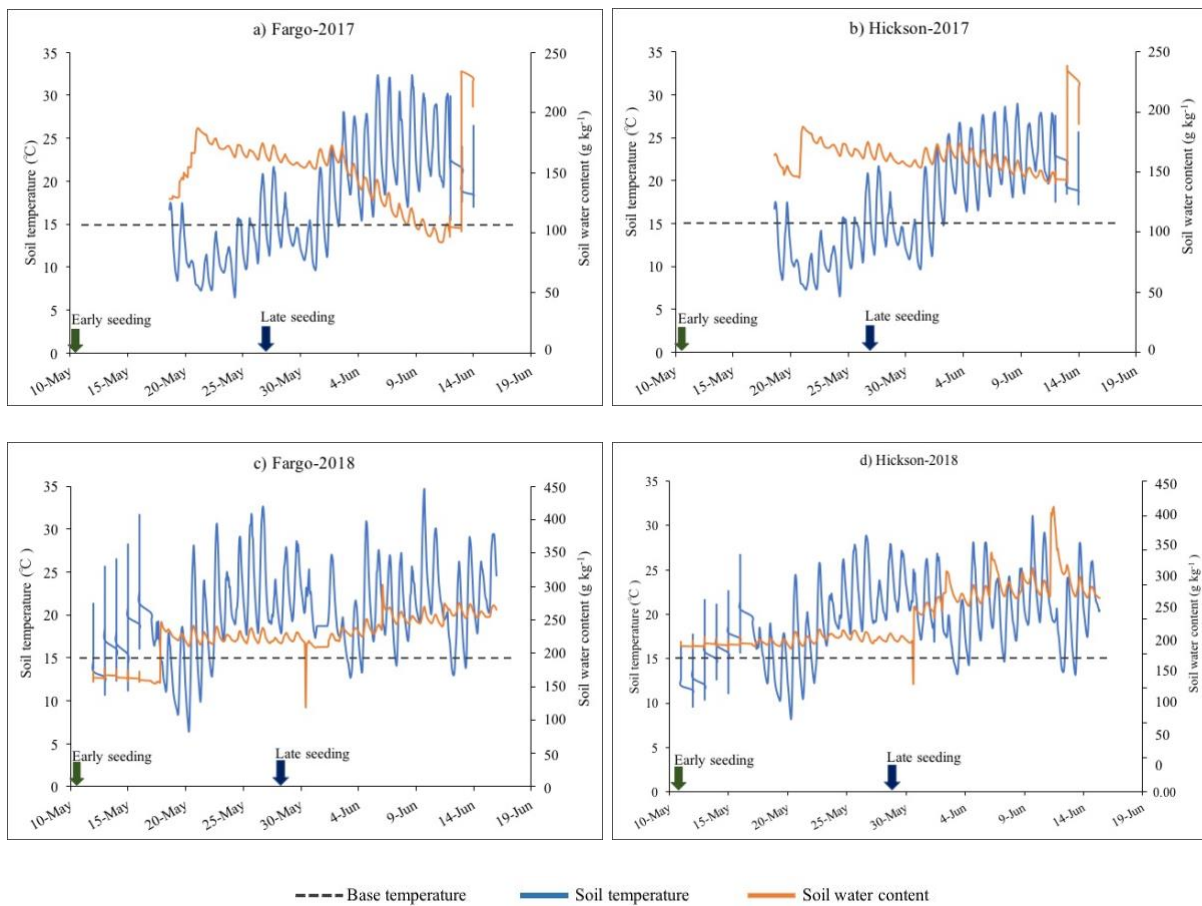 a) Fargo-2017
35
30
25
20
15
10
5
0
Soil temperature (℃)
250
200
150
100
50
0
Soil water content (g kg⁻¹)
Early seeding
Late seeding
10-May
15-May
20-May
25-May
30-May
4-Jun
9-Jun
14-Jun
19-Jun
b) Hickson-2017
35
30
25
20
15
10
5
0
Soil temperature (℃)
250
200
150
100
50
0
Soil water content (g kg⁻¹)
Early seeding
Late seeding
10-May
15-May
20-May
25-May
30-May
4-Jun
9-Jun
14-Jun
19-Jun
c) Fargo-2018
35
30
25
20
15
10
5
0
Soil temperature (℃)
450
400
350
300
250
200
150
100
50
0
Soil water content (g kg⁻¹)
Early seeding
Late seeding
10-May
15-May
20-May
25-May
30-May
4-Jun
9-Jun
14-Jun
19-Jun
d) Hickson-2018
35
30
25
20
15
10
5
0
Soil temperature (℃)
450
400
350
300
250
200
150
100
50
0
0.00
Soil water content (g kg⁻¹)
Early seeding
Late seeding
10-May
15-May
20-May
25-May
30-May
4-Jun
9-Jun
14-Jun
19-Jun
Base temperature Soil temperature Soil water content